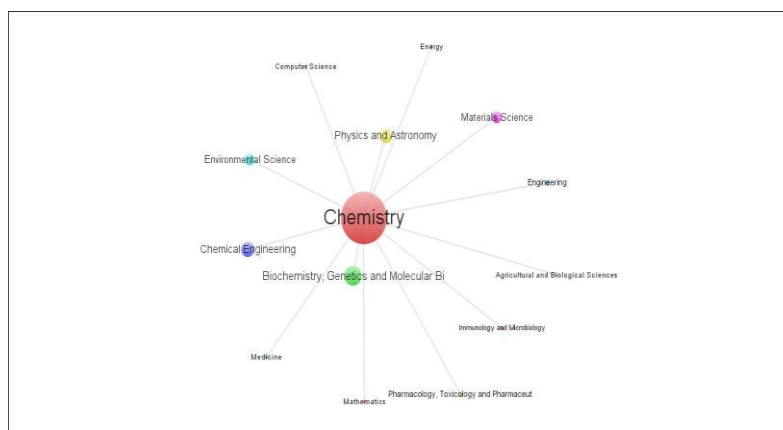 Energy
Computer Science
Materials Science
Physics and Astronomy
Environmental Science
Engineering
Chemistry
Chemical Engineering
Biochemistry, Genetics and Molecular Bi
Agricultural and Biological Sciences
Immunology and Microbiology
Medicine
Pharmacology, Toxicology and Pharmaceut
Mathematics